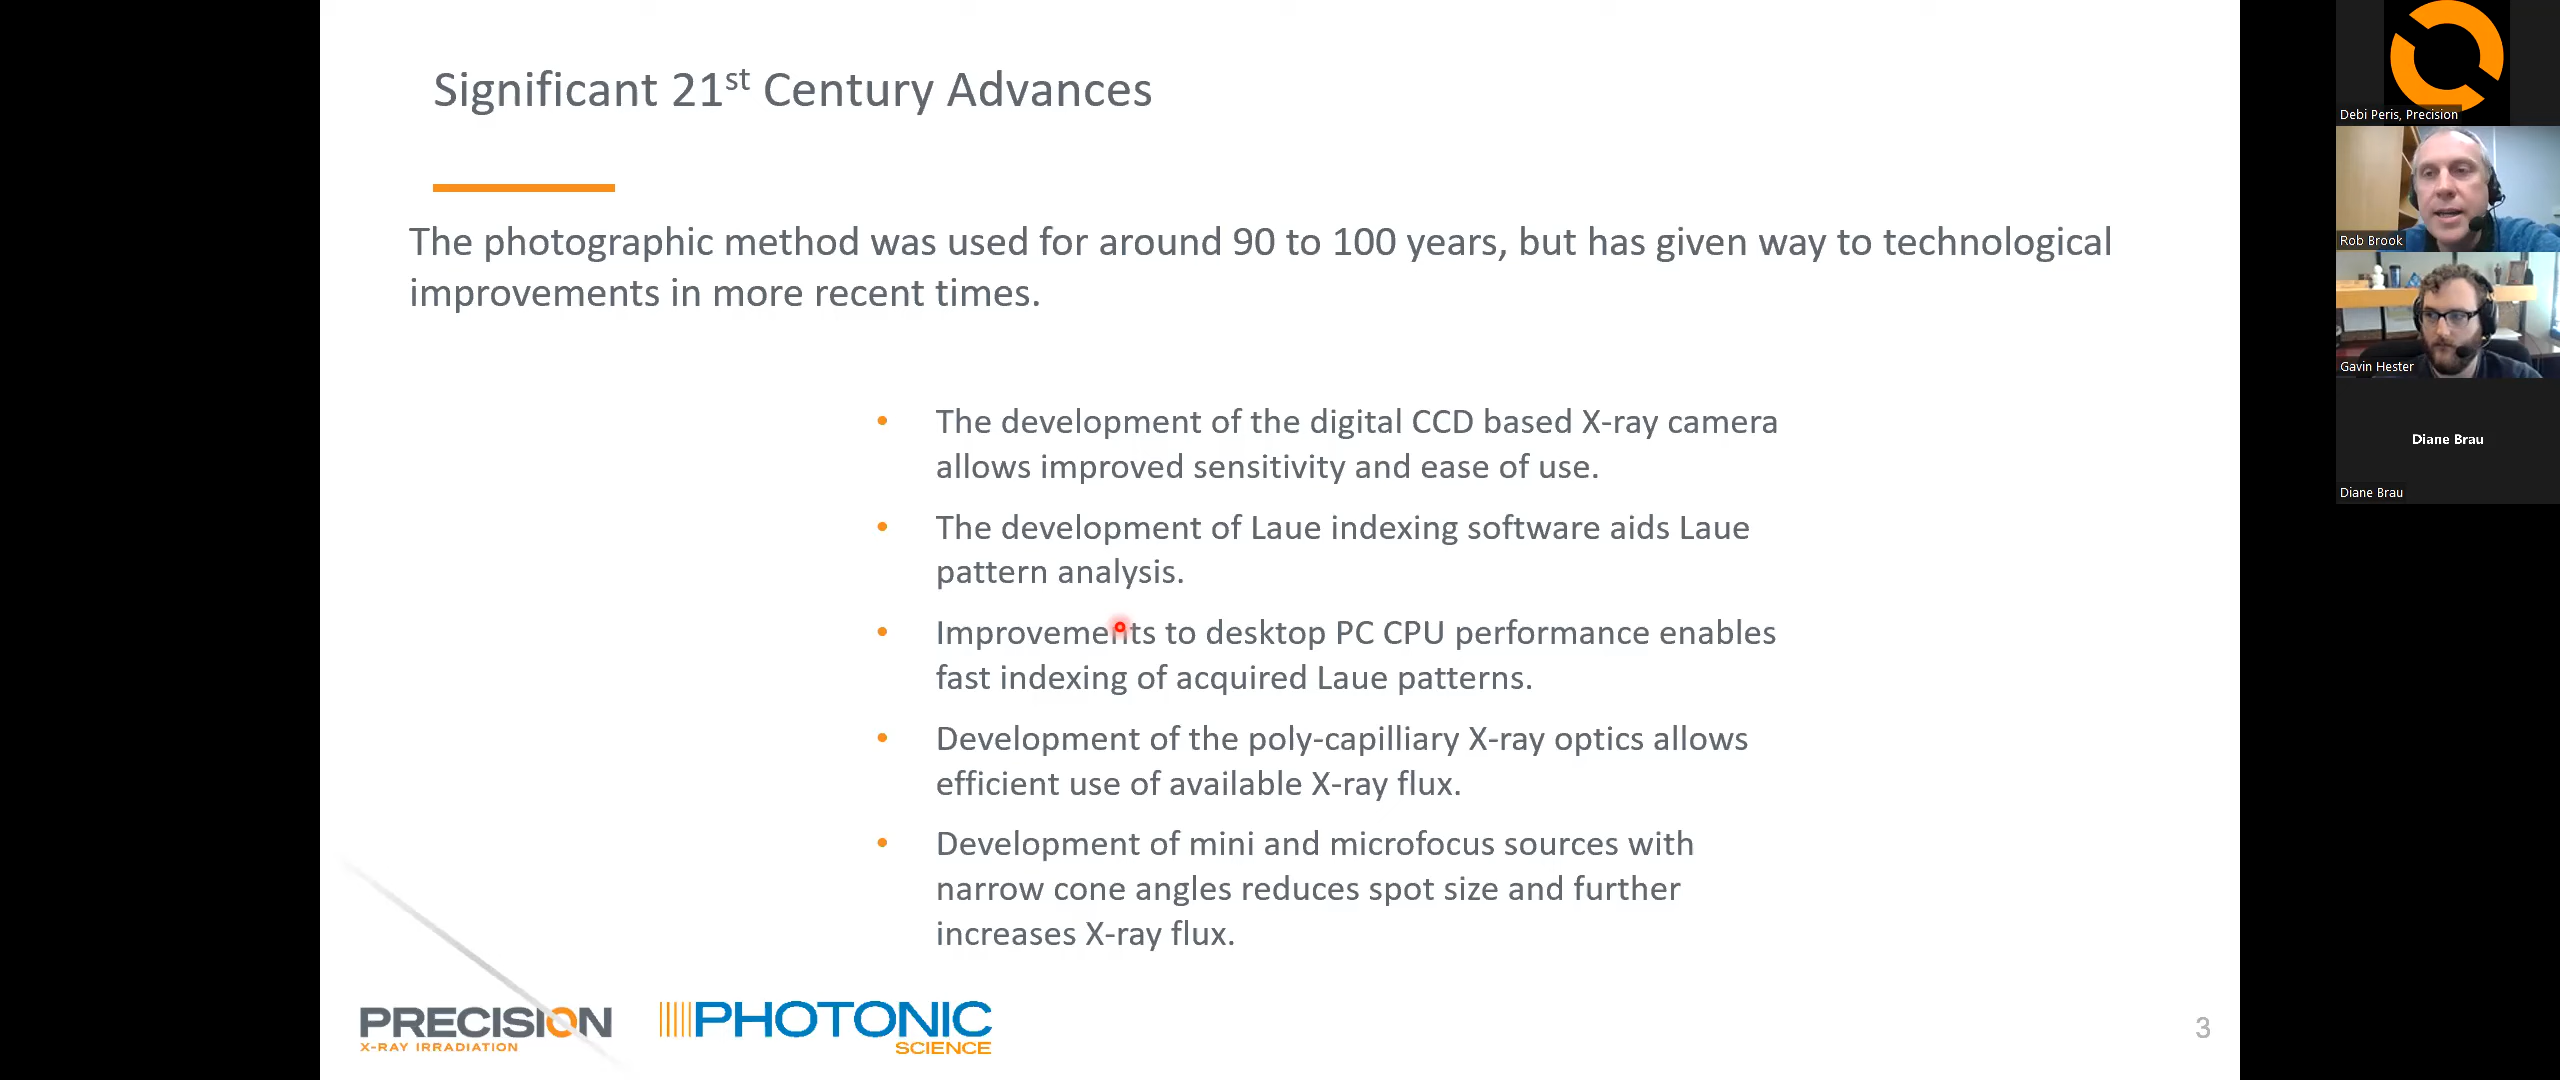 Significant 21st Century Advances
The photographic method was used for around 90 to 100 years, but has given way to technological
improvements in more recent times.
• The development of the digital CCD based X-ray camera
allows improved sensitivity and ease of use.
• The development of Laue indexing software aids Laue
pattern analysis.
• Improvements to desktop PC CPU performance enables
fast indexing of acquired Laue patterns.
• Development of the poly-capilliary X-ray optics allows
efficient use of available X-ray flux.
• Development of mini and microfocus sources with
narrow cone angles reduces spot size and further
increases X-ray flux.
PRECISION
X-RAY IRRADIATION
PHOTONIC
SCIENCE
3
Debi Peris, Precision
Rob Brook
Gavin Hester
Diane Brau
Diane Brau